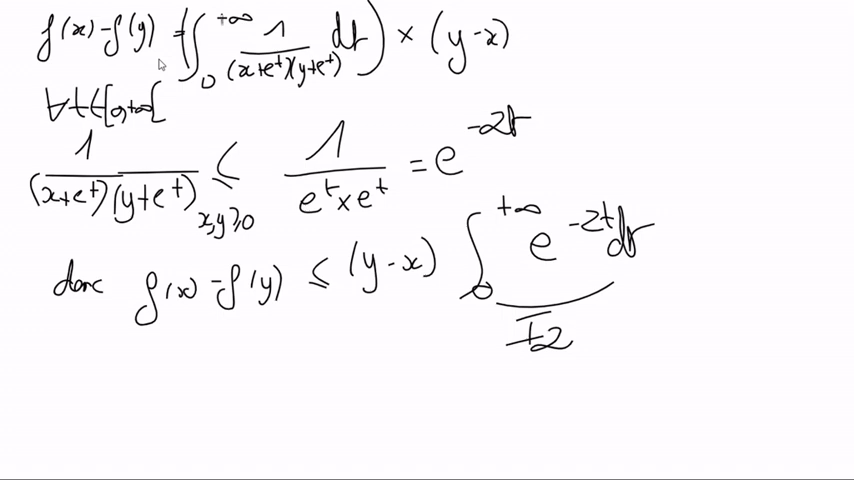 f(x)-f(y) = (∫₀^{+∞} 1/((x+e^t)(y+e^t)) dt) × (y-x)
∀t∈[0,+∞[
1/((x+e^t)(y+e^t)) ≤ 1/(e^t×e^t) = e^{-2t}
x,y≥0
donc f(x)-f(y) ≤ (y-x) ∫₀^{+∞} e^{-2t} dt
I2